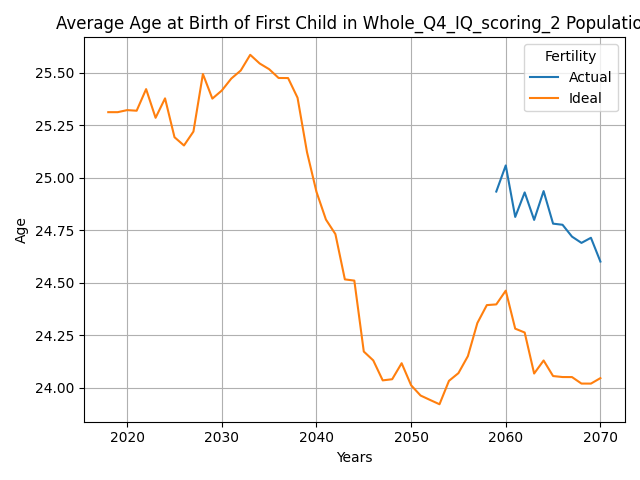 Average Age at Birth of First Child in Whole_Q4_IQ_scoring_2 Populatio
Fertility
Actual
Ideal
25.50
25.25
25.00
24.75
24.50
24.25
24.00
Age
2020 2030 2040 2050 2060 2070
Years